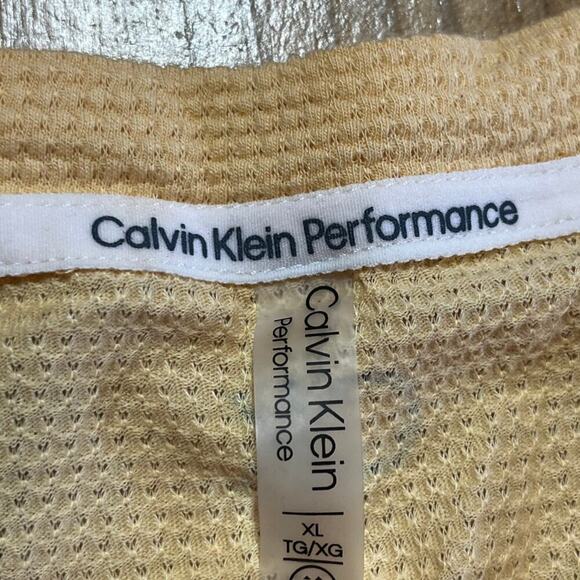 Calvin Klein Performance
Calvin Klein
Performance
XL
TG/XG